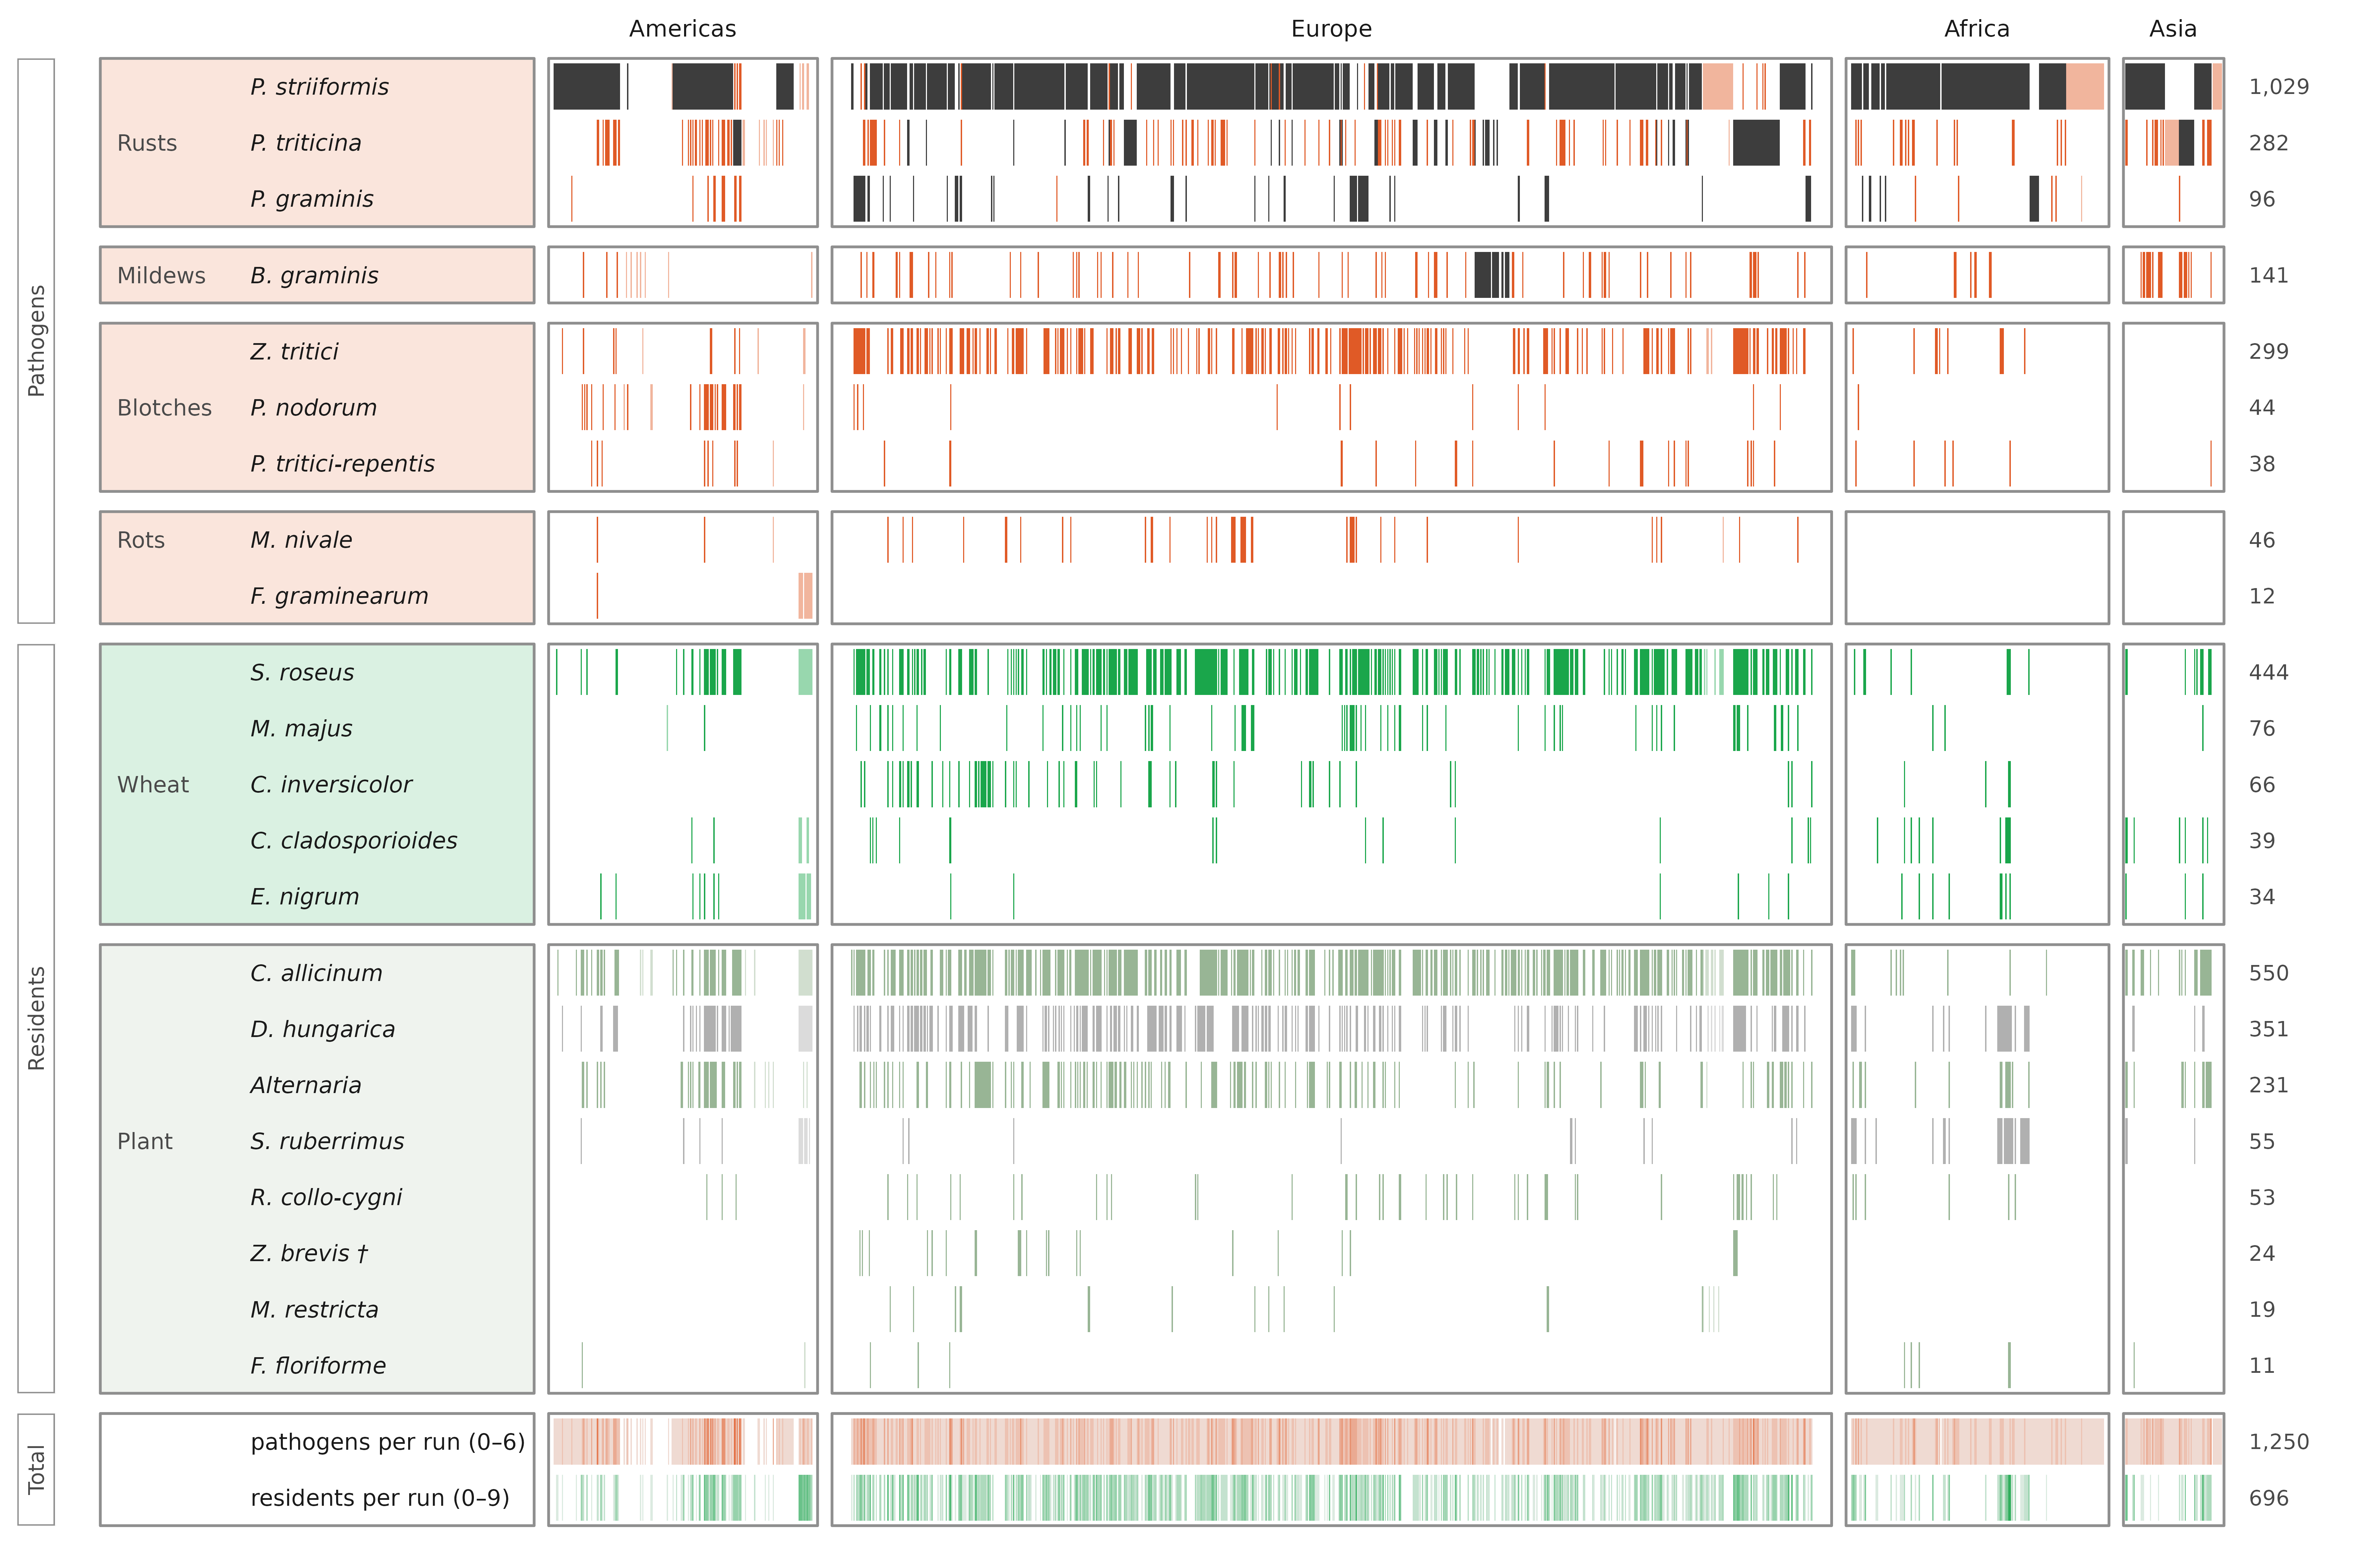 Americas Europe Africa Asia
Pathogens
Rusts
P. striiformis 1,029
P. triticina 282
P. graminis 96
Mildews
B. graminis 141
Blotches
Z. tritici 299
P. nodorum 44
P. tritici-repentis 38
Rots
M. nivale 46
F. graminearum 12
Residents
Wheat
S. roseus 444
M. majus 76
C. inversicolor 66
C. cladosporioides 39
E. nigrum 34
Plant
C. allicinum 550
D. hungarica 351
Alternaria 231
S. ruberrimus 55
R. collo-cygni 53
Z. brevis † 24
M. restricta 19
F. floriforme 11
Total
pathogens per run (0–6) 1,250
residents per run (0–9) 696